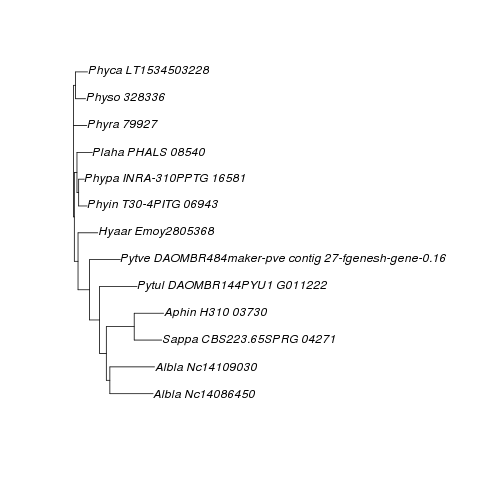 Phyca LT1534503228
Physo 328336
Phyra 79927
Plaha PHALS 08540
Phypa INRA-310PPTG 16581
Phyin T30-4PITG 06943
Hyaar Emoy2805368
Pytve DAOMBR484maker-pve contig 27-fgenesh-gene-0.16
Pytul DAOMBR144PYU1 G011222
Aphin H310 03730
Sappa CBS223.65SPRG 04271
Albla Nc14109030
Albla Nc14086450